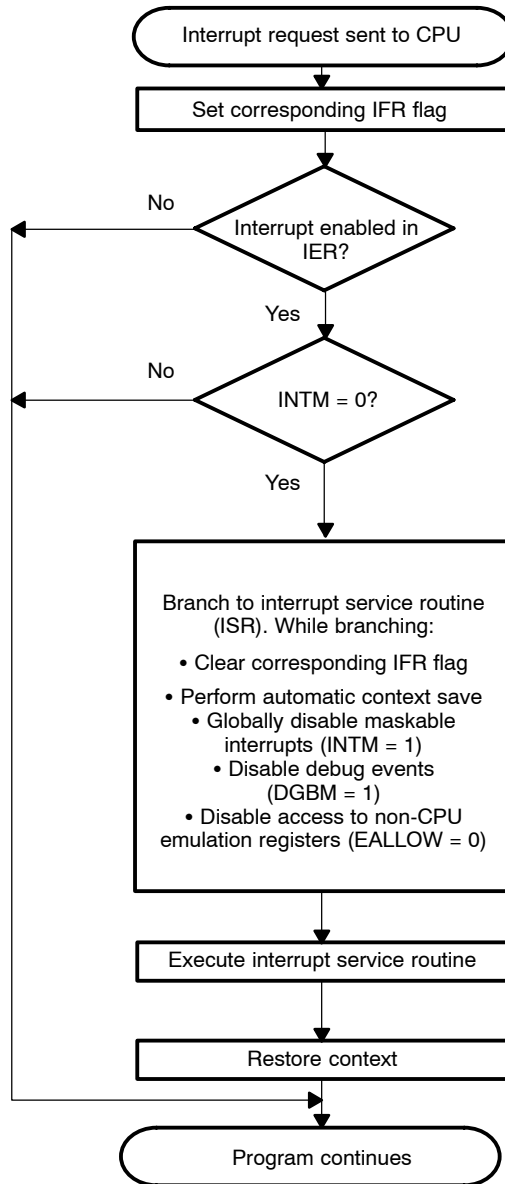 Interrupt request sent to CPU
Set corresponding IFR flag
No
Interrupt enabled in
IER?
Yes
No
INTM = 0?
Yes
Branch to interrupt service routine
(ISR). While branching:
• Clear corresponding IFR flag
• Perform automatic context save
• Globally disable maskable
interrupts (INTM = 1)
• Disable debug events
(DGBM = 1)
• Disable access to non-CPU
emulation registers (EALLOW = 0)
Execute interrupt service routine
Restore context
Program continues